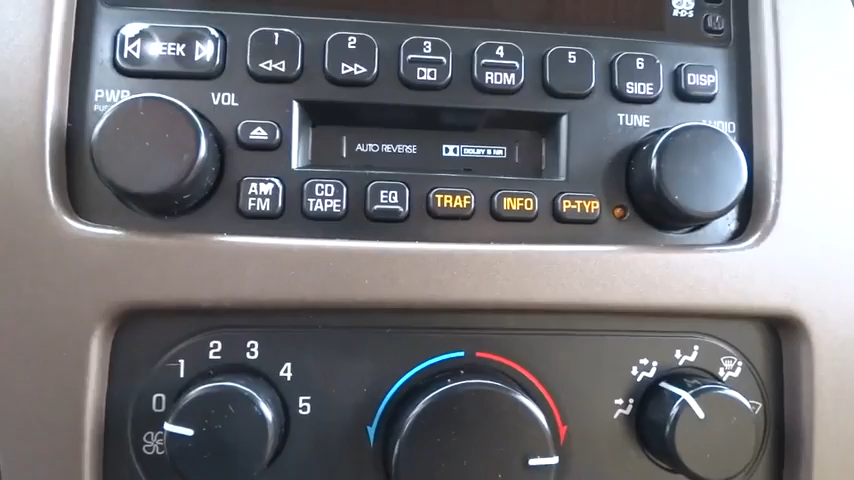 R·D·S
SEEK
1
2
3
4
RDM
5
6
SIDE
DISP
PWR
VOL
TUNE
AUDIO
AUTO REVERSE
DOLBY B NR
AM
FM
CD
TAPE
EQ
TRAF
INFO
P-TYP
0
1
2
3
4
5